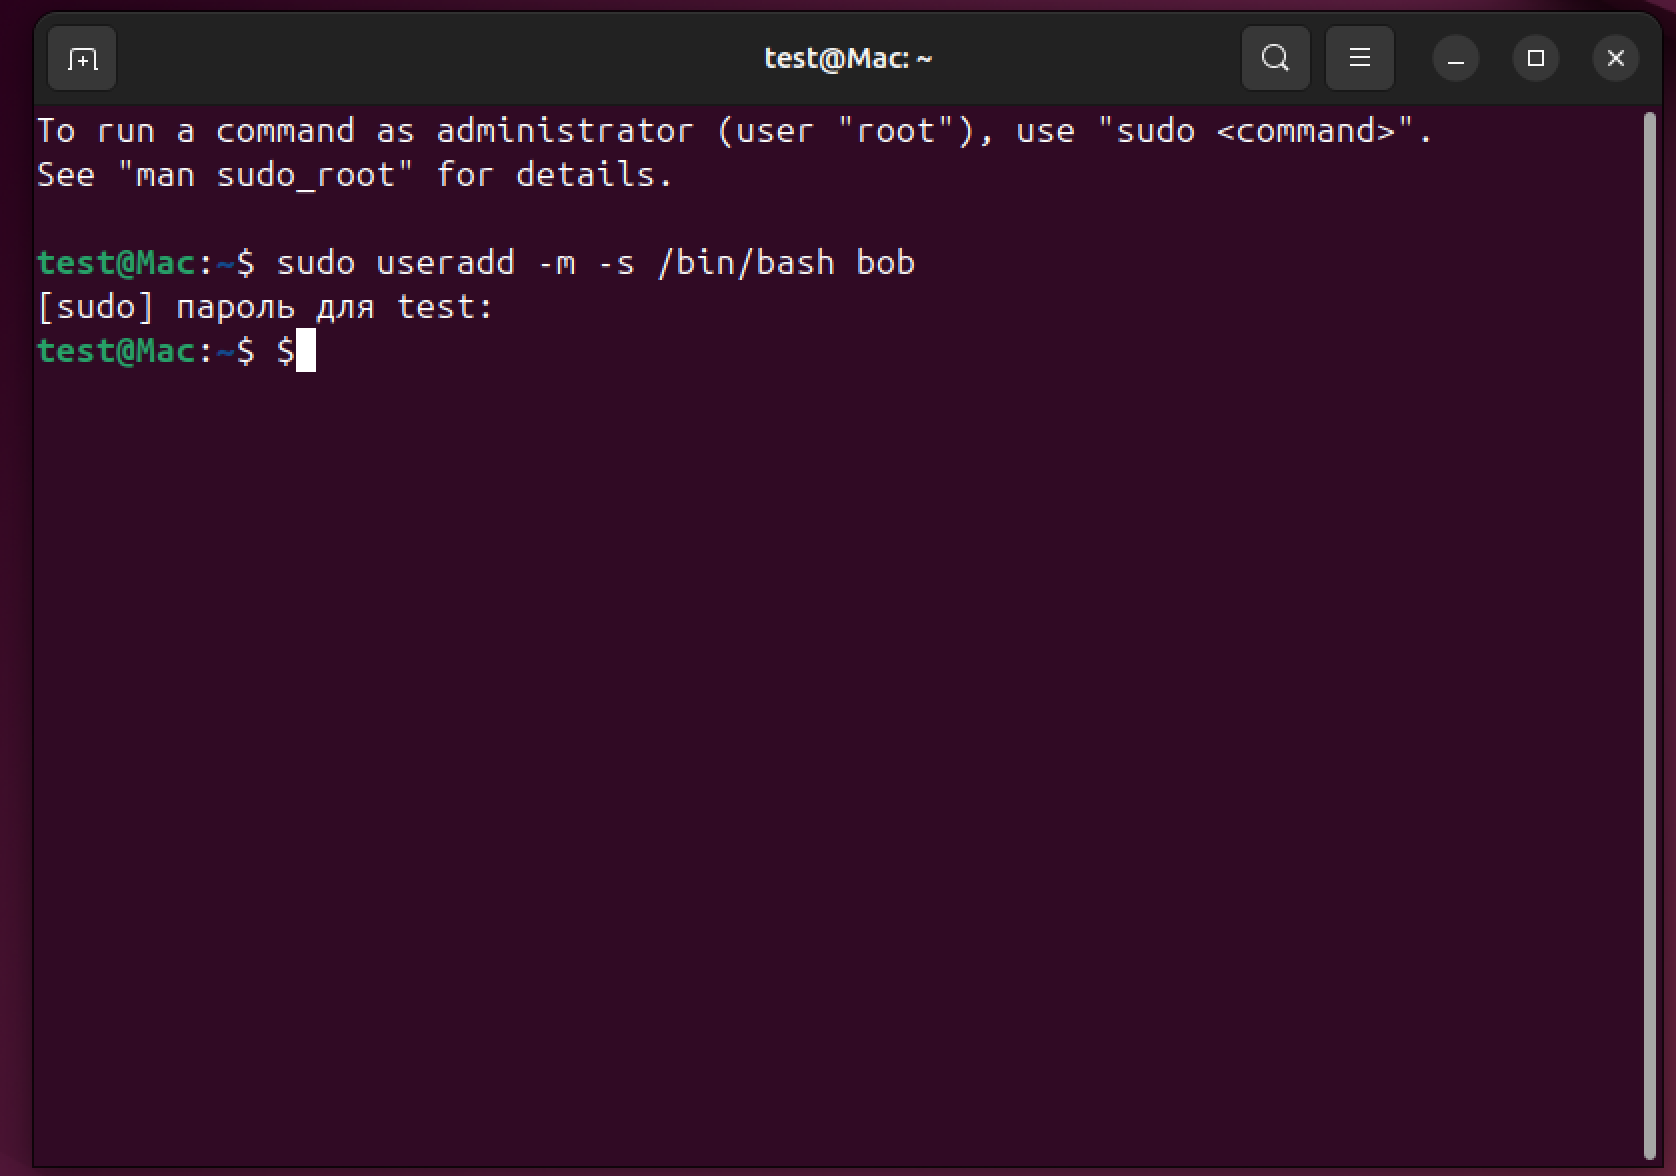 test@Mac: ~
To run a command as administrator (user "root"), use "sudo <command>".
See "man sudo_root" for details.
test@Mac:~$ sudo useradd -m -s /bin/bash bob
[sudo] пароль для test:
test@Mac:~$ $